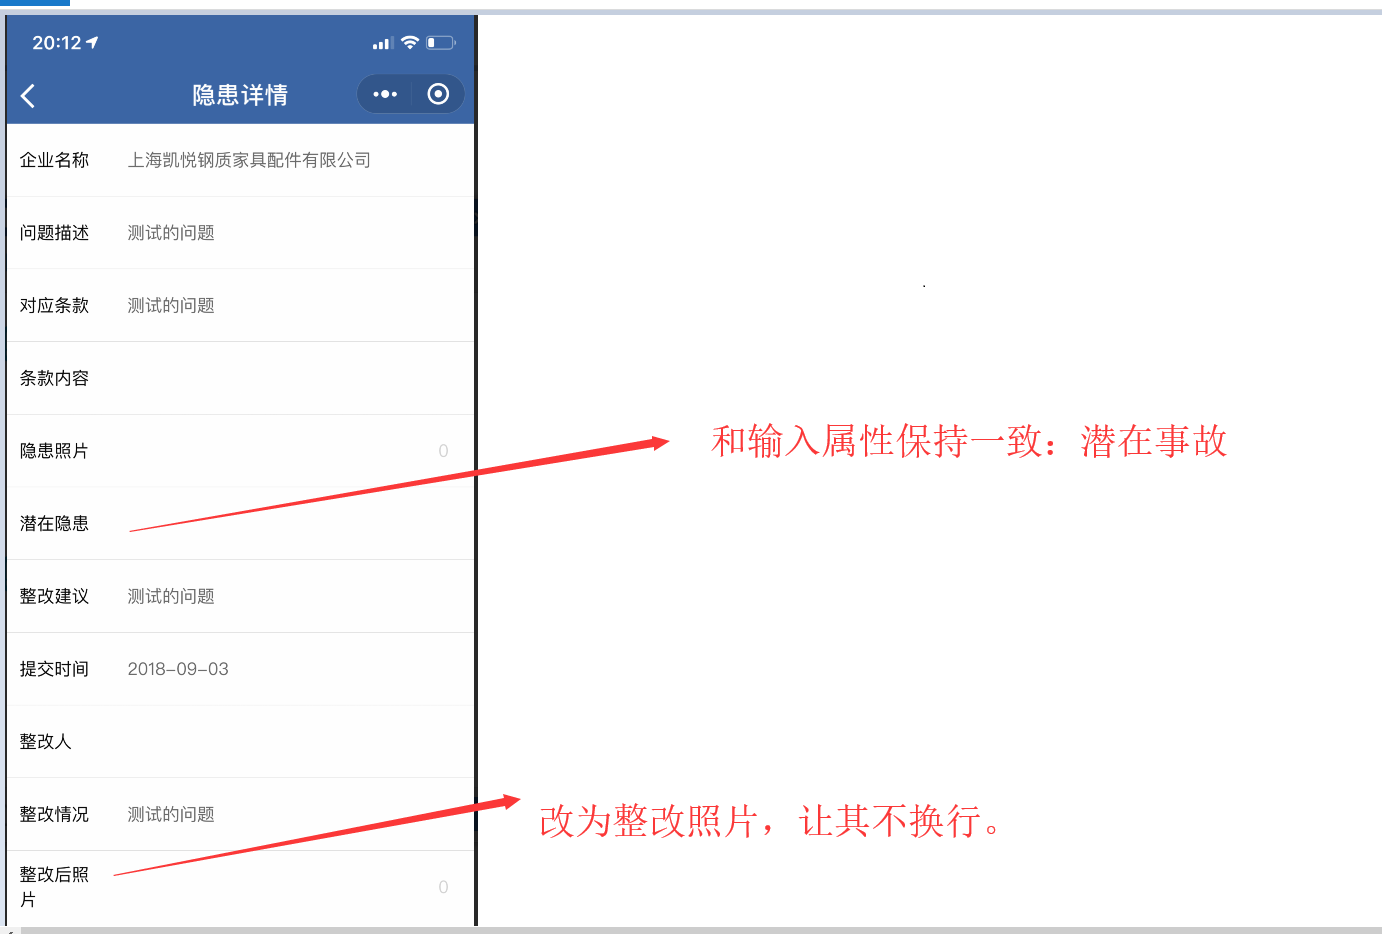 20:12
隐患详情
企业名称 上海凯悦钢质家具配件有限公司
问题描述 测试的问题
对应条款 测试的问题
条款内容
隐患照片 0
和输入属性保持一致：潜在事故
潜在隐患
整改建议 测试的问题
提交时间 2018-09-03
整改人
整改情况 测试的问题
改为整改照片，让其不换行。
整改后照
片
0